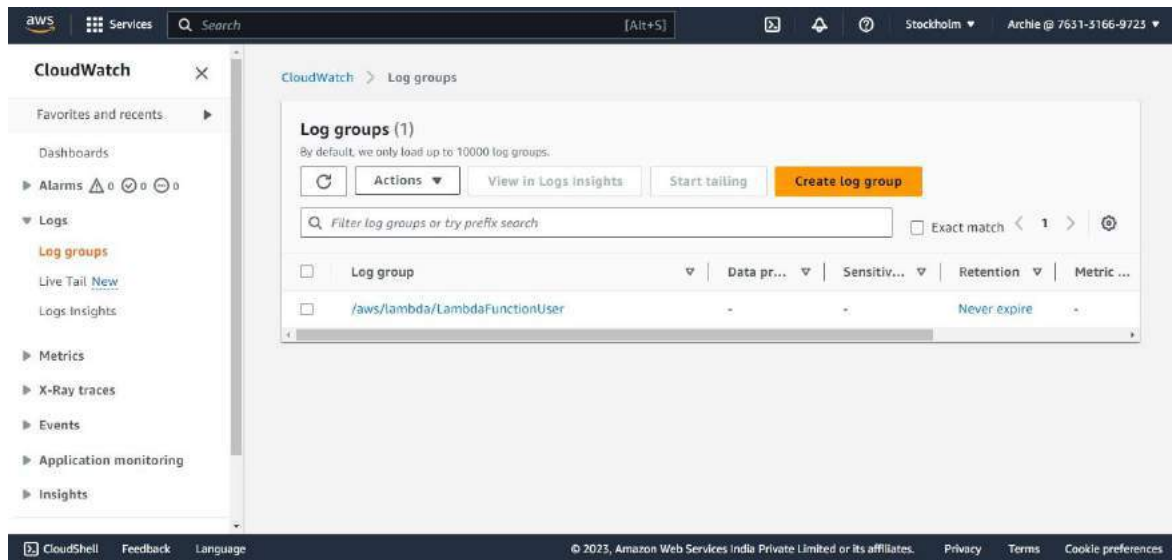 aws Services Search [Alt+S] Stockholm Archie @ 7631-3166-9723
CloudWatch
Favorites and recents
Dashboards
Alarms 0 0 0
Logs
Log groups
Live Tail New
Logs Insights
Metrics
X-Ray traces
Events
Application monitoring
Insights
CloudWatch > Log groups
Log groups (1)
By default, we only load up to 10000 log groups.
Actions View in Logs Insights Start tailing Create log group
Filter log groups or try prefix search Exact match < 1 >
Log group Data pr... Sensitiv... Retention Metric ...
/aws/lambda/LambdaFunctionUser - - Never expire -
CloudShell Feedback Language © 2023, Amazon Web Services India Private Limited or its affiliates. Privacy Terms Cookie preferences